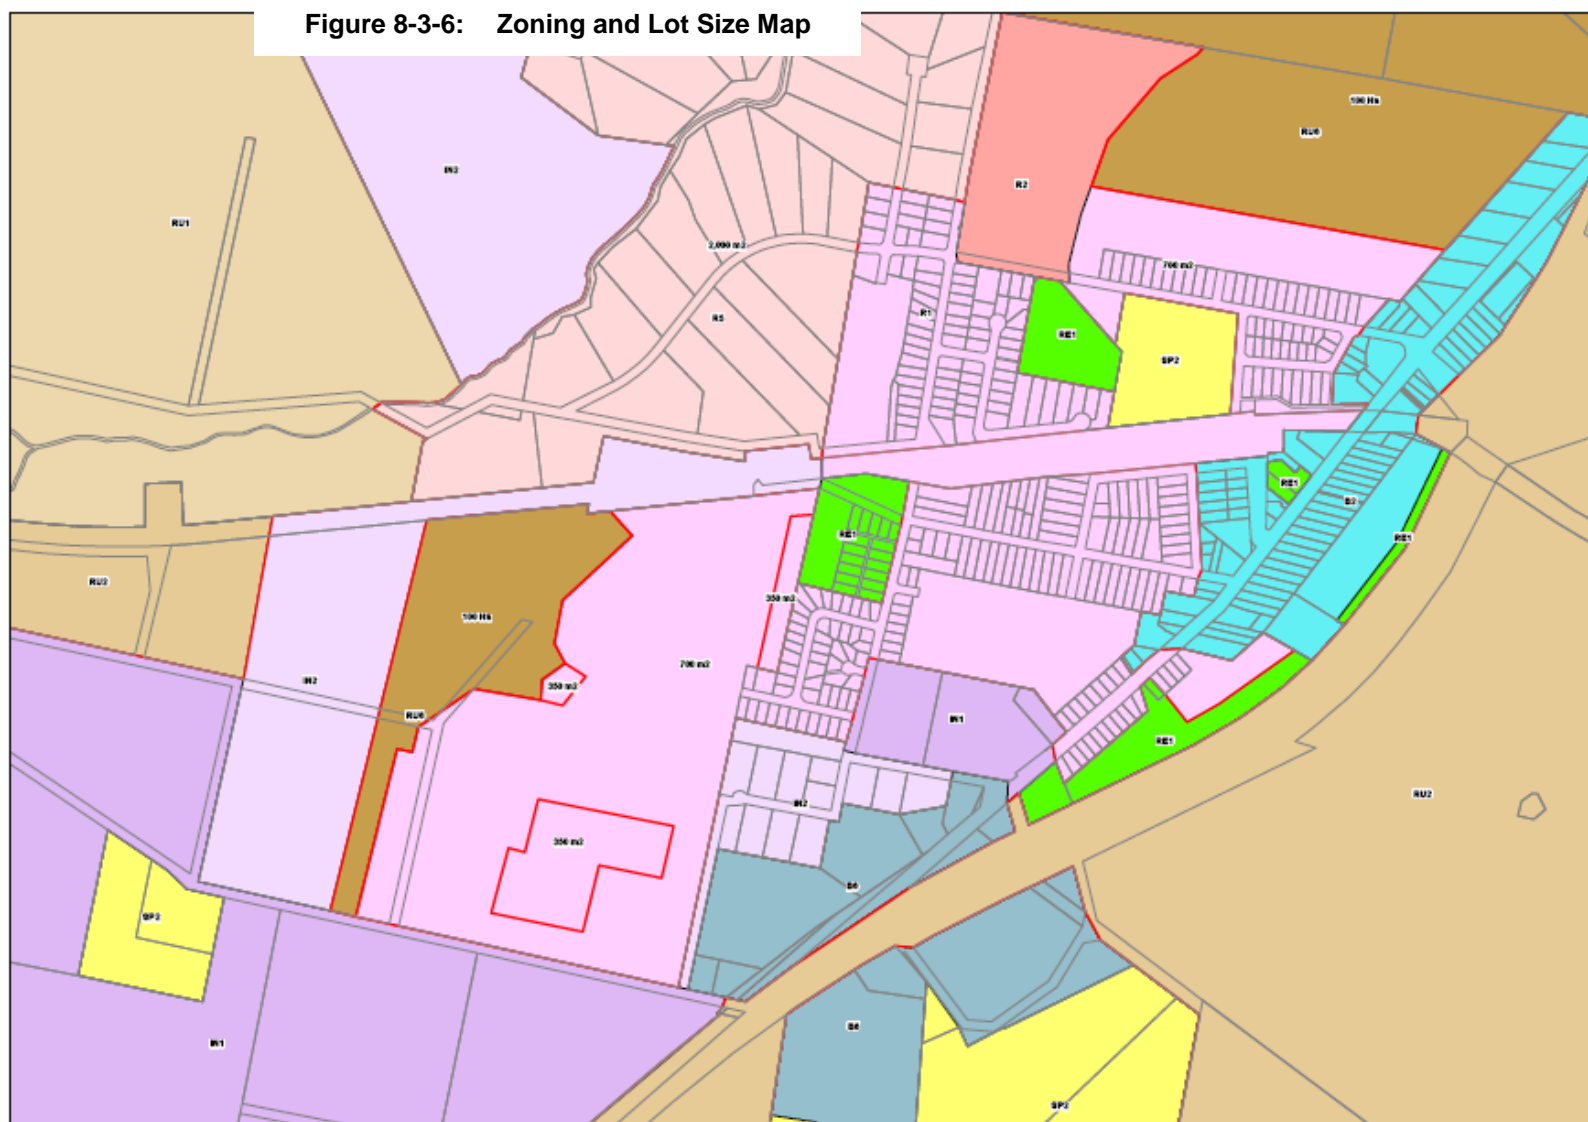 Figure 8-3-6: Zoning and Lot Size Map
100 Ha
RU6
IN2
R2
RU1
2,000 m2
700 m2
R5
R1
RE1
SP2
RE1
B2
RE1
RE1
RU2
350 m2
100 Ha
700 m2
IN2
350 m2
RU6
IN1
RE1
RU2
IN2
350 m2
B6
SP2
B6
IN1
SP2